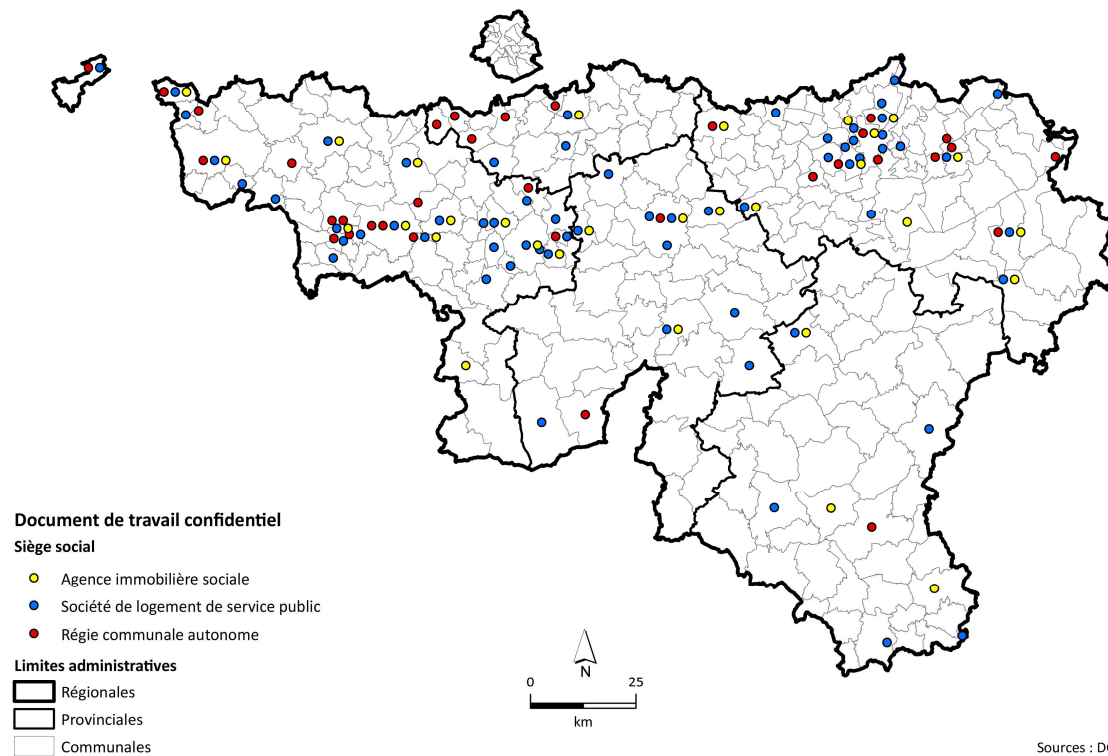 Document de travail confidentiel
Siège social
Agence immobilière sociale
Société de logement de service public
Régie communale autonome
Limites administratives
Régionales
Provinciales
Communales
N
0 25
km
Sources :